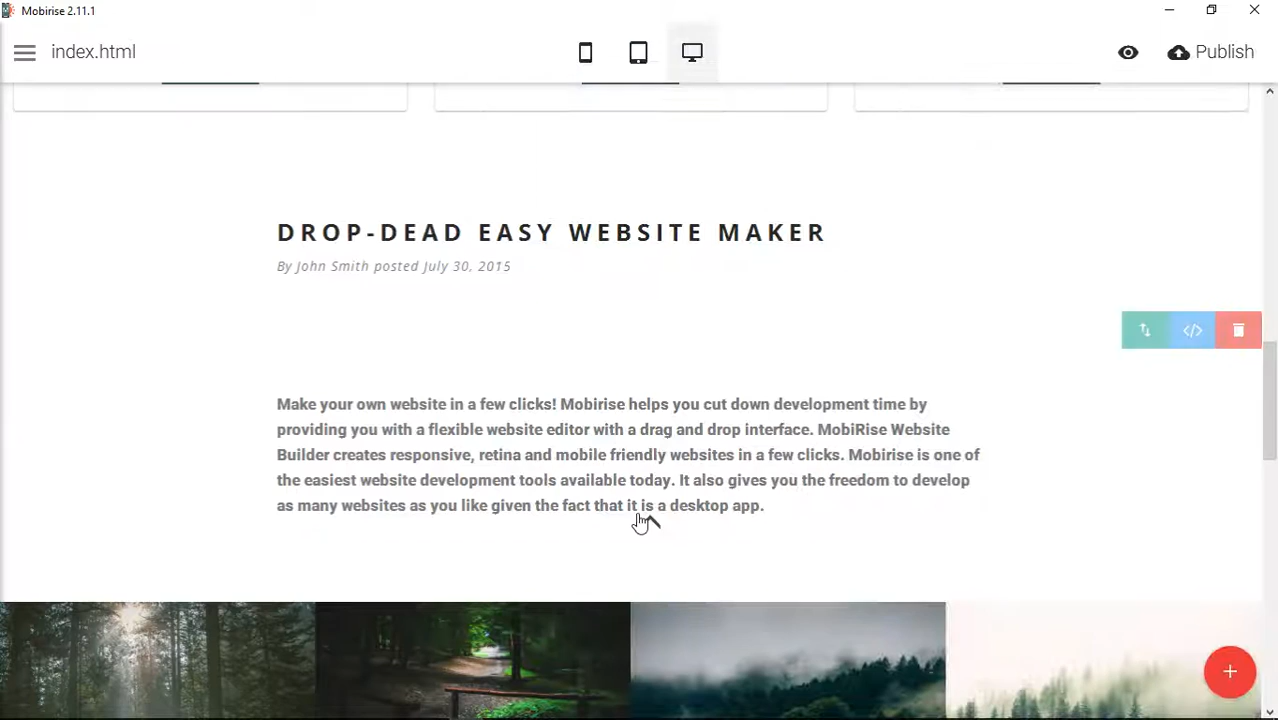 Mobirise 2.11.1
index.html
Publish
DROP-DEAD EASY WEBSITE MAKER
By John Smith posted July 30, 2015
</>
Make your own website in a few clicks! Mobirise helps you cut down development time by
providing you with a flexible website editor with a drag and drop interface. MobiRise Website
Builder creates responsive, retina and mobile friendly websites in a few clicks. Mobirise is one of
the easiest website development tools available today. It also gives you the freedom to develop
as many websites as you like given the fact that it is a desktop app.